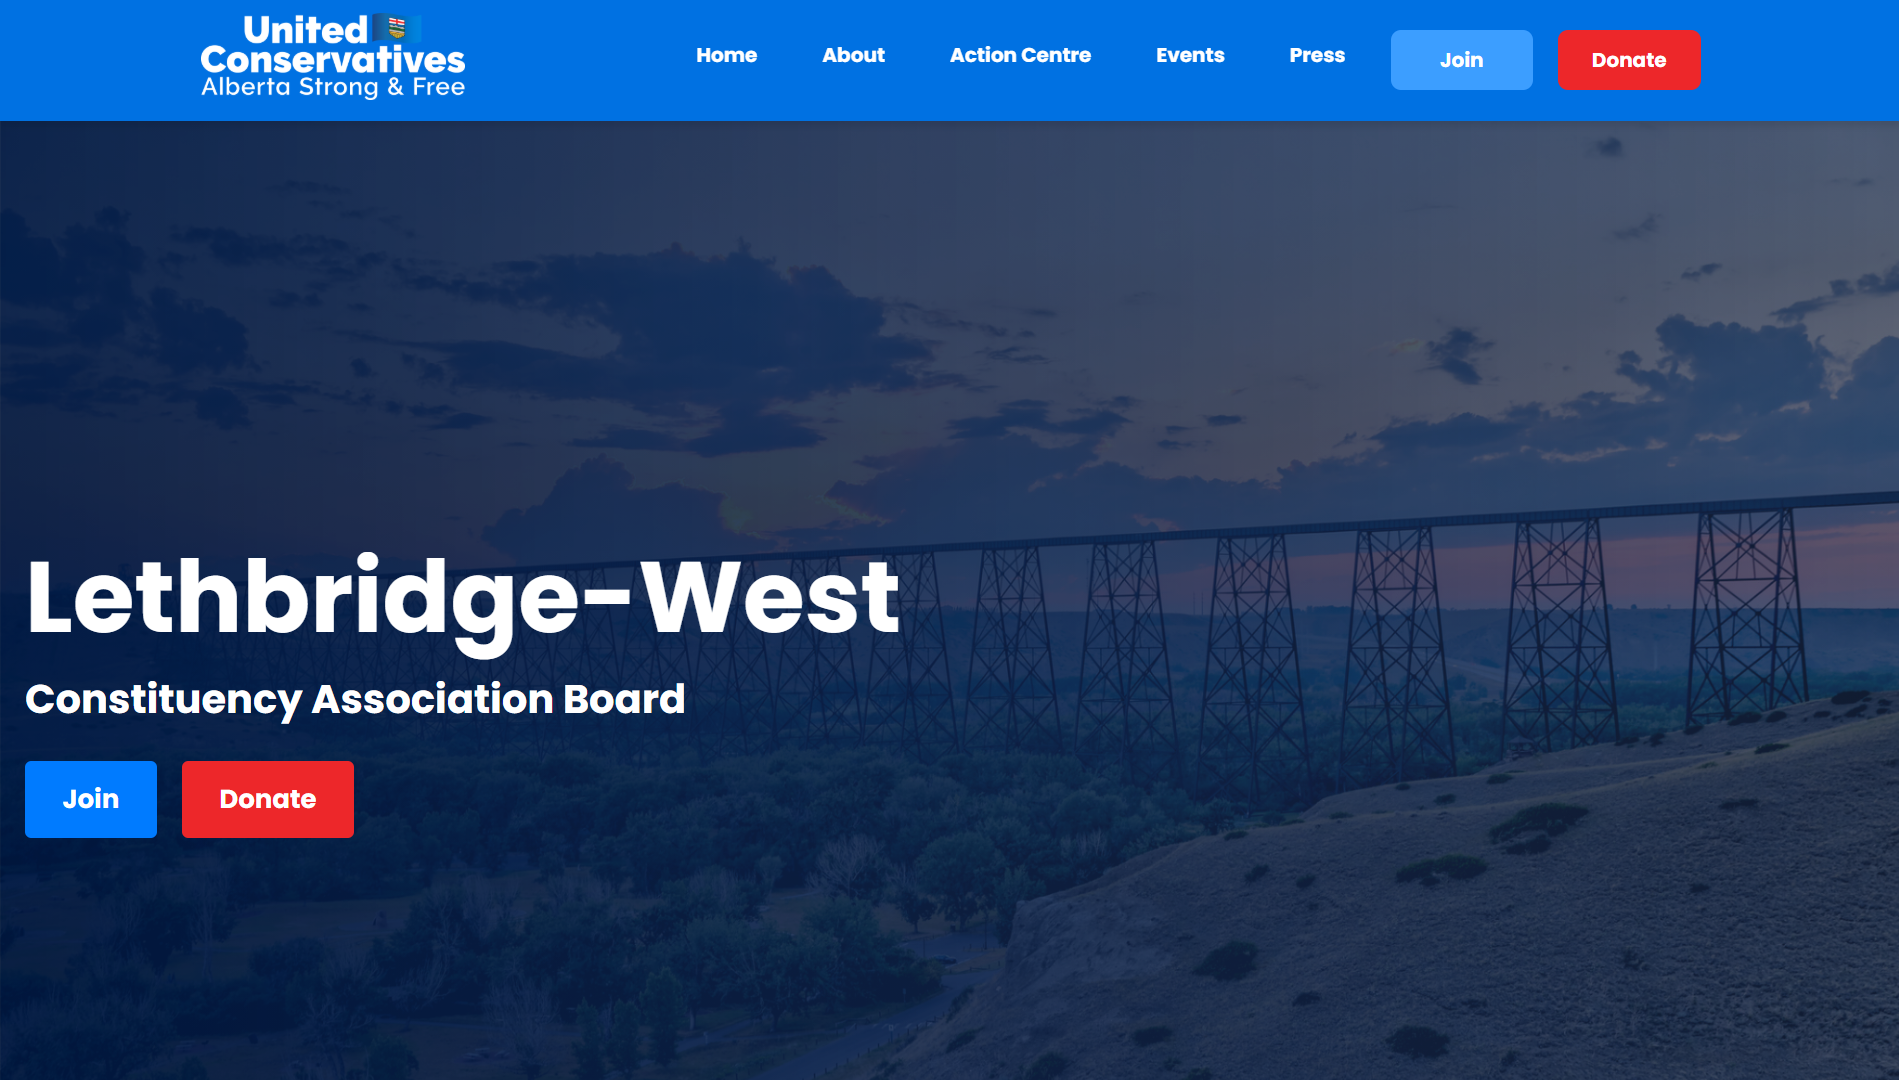 United
Conservatives
Alberta Strong & Free
Home
About
Action Centre
Events
Press
Join
Donate
Lethbridge-West
Constituency Association Board
Join
Donate